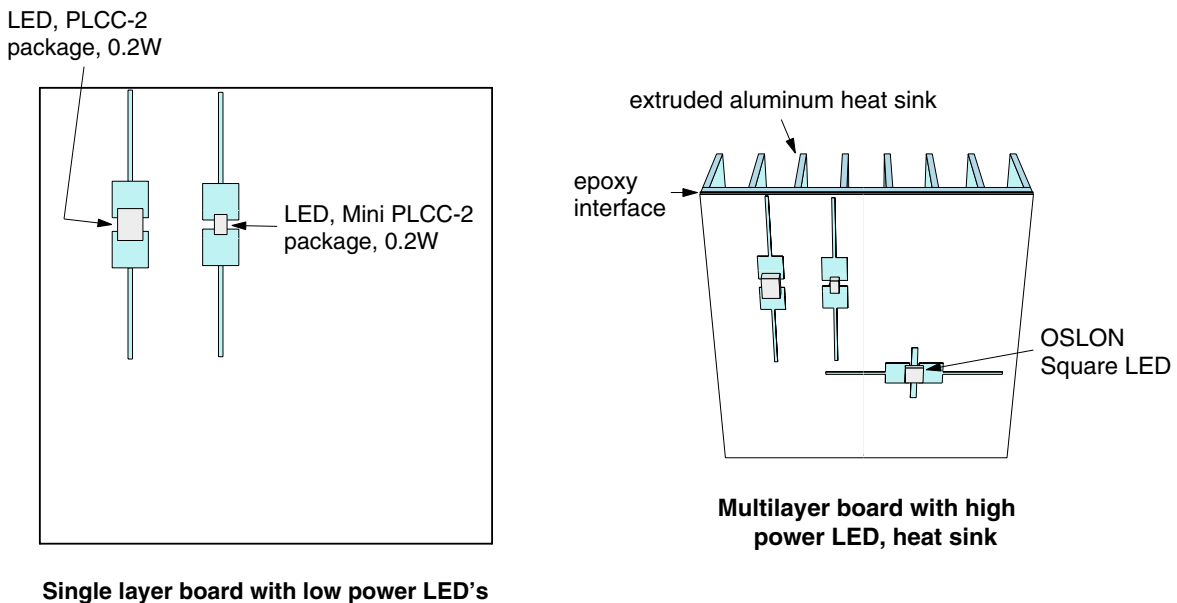 LED, PLCC-2
package, 0.2W
LED, Mini PLCC-2
package, 0.2W
Single layer board with low power LED's
extruded aluminum heat sink
epoxy
interface
OSLON
Square LED
Multilayer board with high
power LED, heat sink